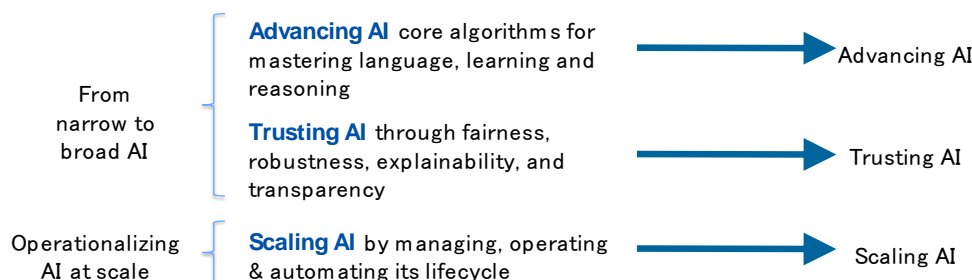 From
narrow to
broad AI
Advancing AI core algorithms for
mastering language, learning and
reasoning
Advancing AI
Trusting AI through fairness,
robustness, explainability, and
transparency
Trusting AI
Operationalizing
AI at scale
Scaling AI by managing, operating
& automating its lifecycle
Scaling AI